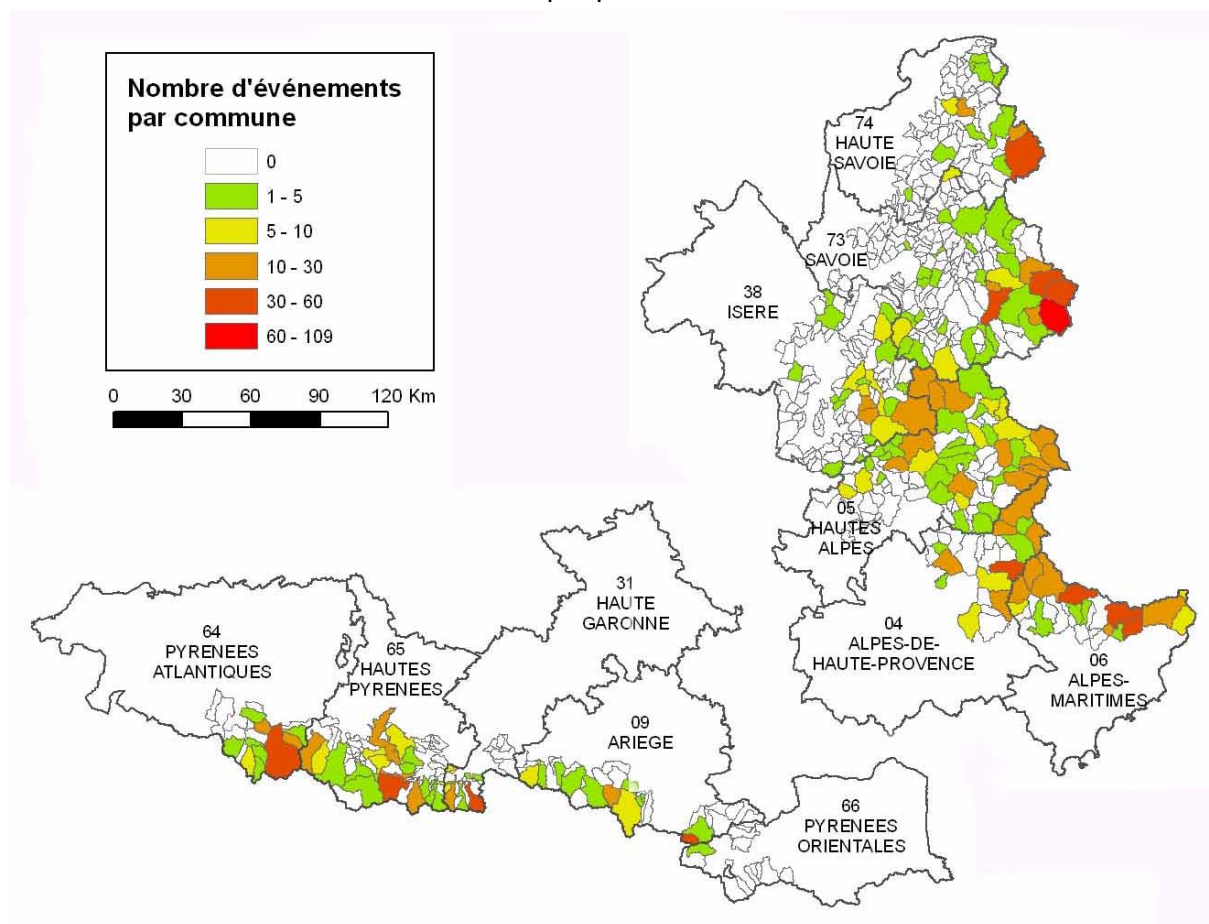 Nombre d'événements
par commune
0
1 - 5
5 - 10
10 - 30
30 - 60
60 - 109
0 30 60 90 120 Km
74
HAUTE
SAVOIE
73
SAVOIE
38
ISERE
05
HAUTES
ALPES
04
ALPES-DE-
HAUTE-PROVENCE
06
ALPES-
MARITIMES
31
HAUTE
GARONNE
64
PYRENEES
ATLANTIQUES
65
HAUTES
PYRENEES
09
ARIEGE
66
PYRENEES
ORIENTALES